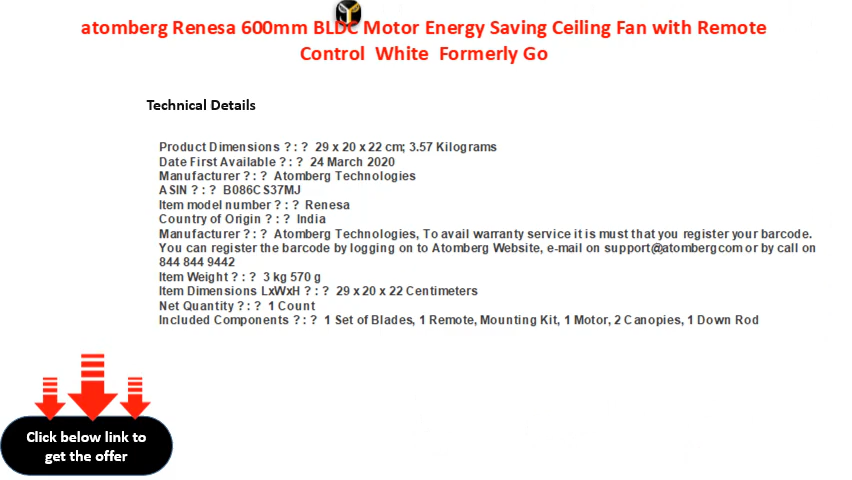 atomberg Renesa 600mm BLDC Motor Energy Saving Ceiling Fan with Remote
Control White Formerly Go
Technical Details
Product Dimensions ? : ? 29 x 20 x 22 cm; 3.57 Kilograms
Date First Available ? : ? 24 March 2020
Manufacturer ? : ? Atomberg Technologies
ASIN ? : ? B086CS37MJ
Item model number ? : ? Renesa
Country of Origin ? : ? India
Manufacturer ? : ? Atomberg Technologies, To avail warranty service it is must that you register your barcode.
You can register the barcode by logging on to Atomberg Website, e-mail on support@atombergcom or by call on
844 844 9442
Item Weight ? : ? 3 kg 570 g
Item Dimensions LxWxH ? : ? 29 x 20 x 22 Centimeters
Net Quantity ? : ? 1 Count
Included Components ? : ? 1 Set of Blades, 1 Remote, Mounting Kit, 1 Motor, 2 Canopies, 1 Down Rod
Click below link to
get the offer